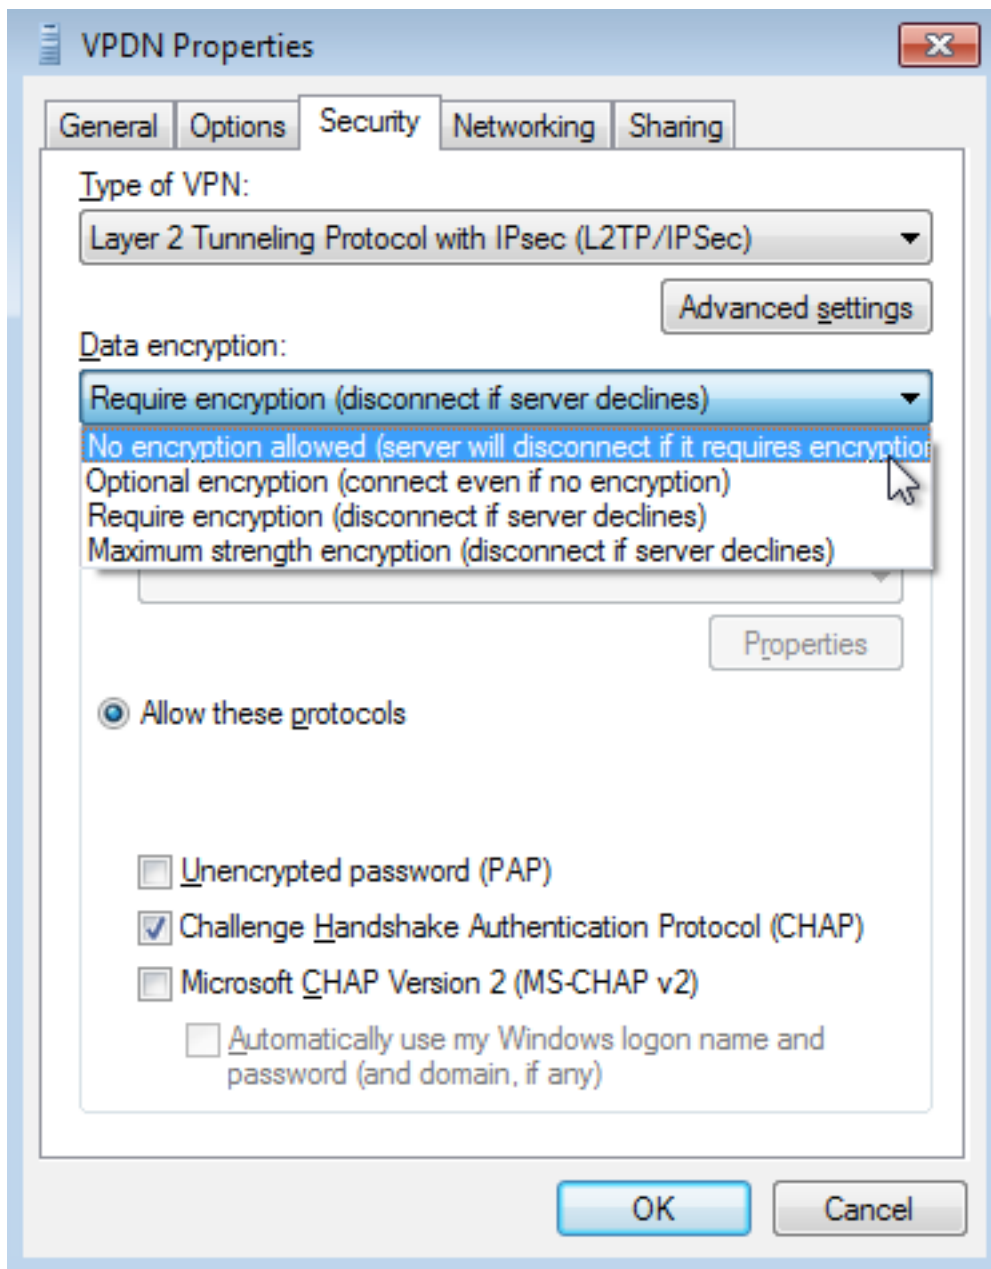 VPDN Properties
General Options Security Networking Sharing
Type of VPN:
Layer 2 Tunneling Protocol with IPsec (L2TP/IPSec)
Advanced settings
Data encryption:
Require encryption (disconnect if server declines)
No encryption allowed (server will disconnect if it requires encryption
Optional encryption (connect even if no encryption)
Require encryption (disconnect if server declines)
Maximum strength encryption (disconnect if server declines)
Properties
Allow these protocols
Unencrypted password (PAP)
Challenge Handshake Authentication Protocol (CHAP)
Microsoft CHAP Version 2 (MS-CHAP v2)
Automatically use my Windows logon name and
password (and domain, if any)
OK Cancel